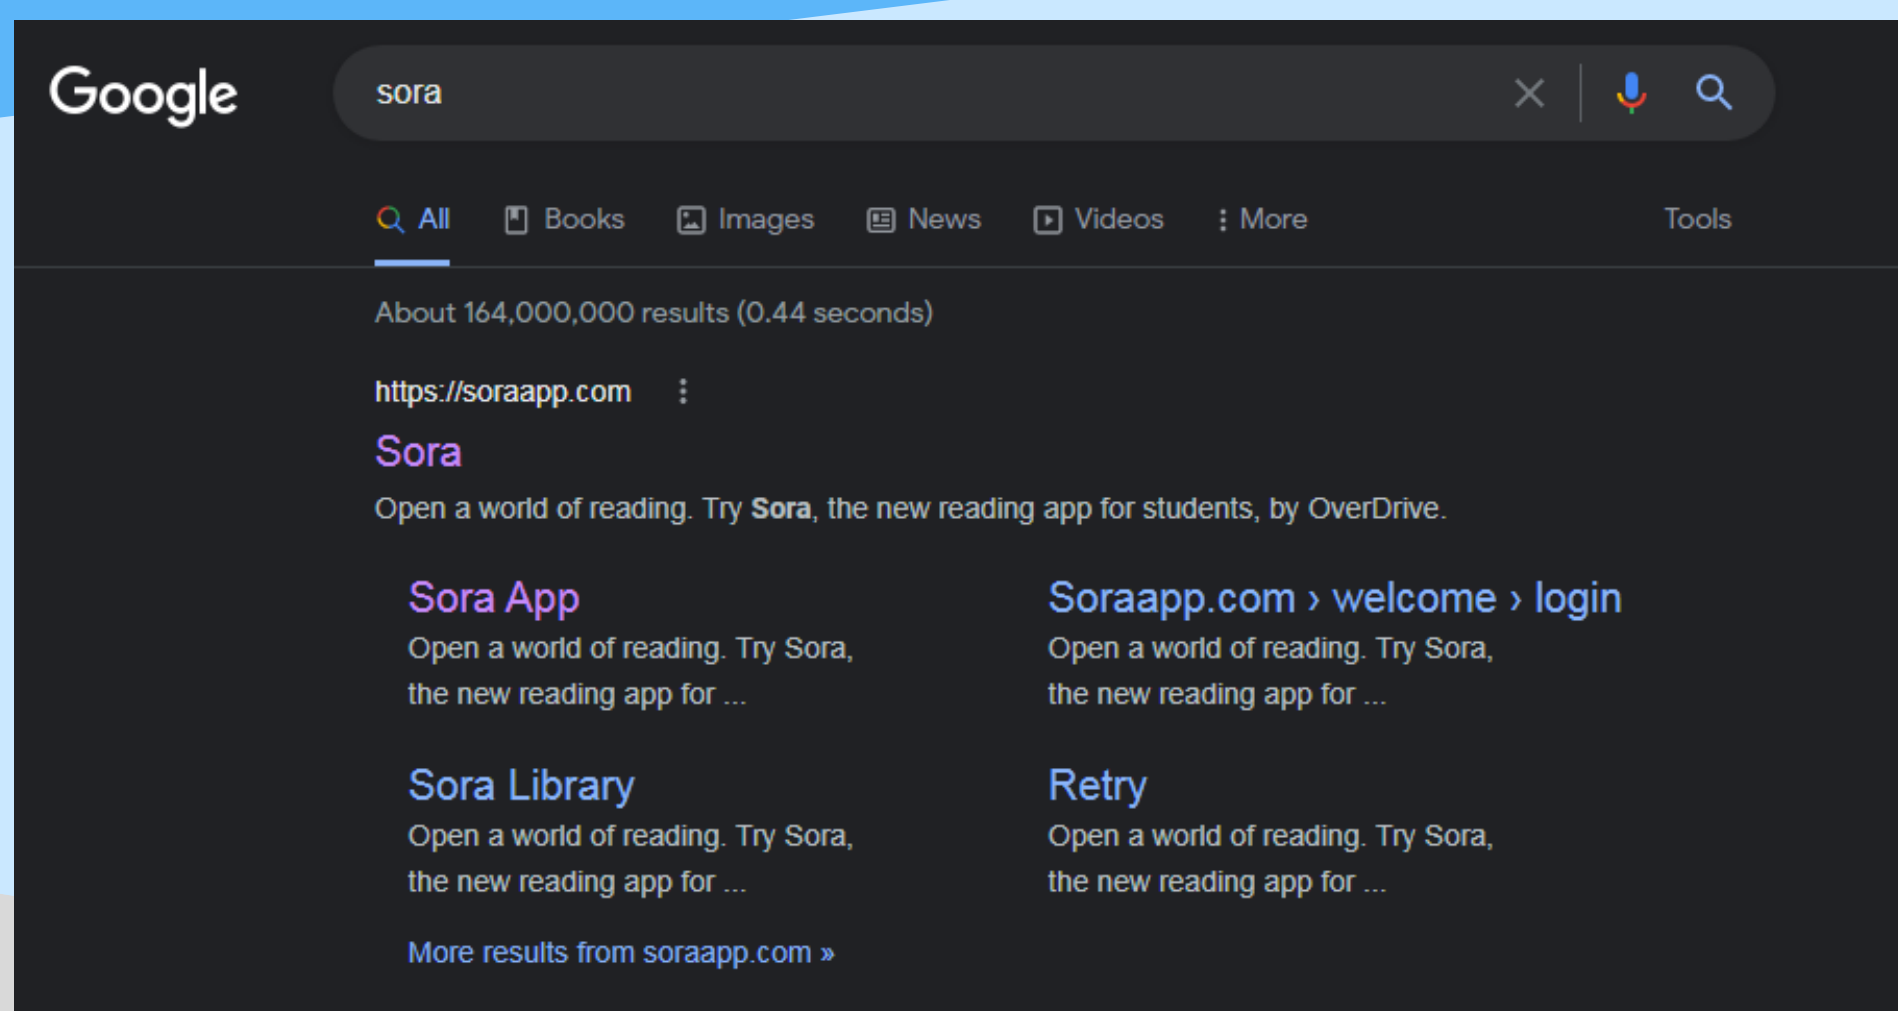 Google
sora
All Books Images News Videos More Tools
About 164,000,000 results (0.44 seconds)
https://soraapp.com
Sora
Open a world of reading. Try Sora, the new reading app for students, by OverDrive.
Sora App
Open a world of reading. Try Sora,
the new reading app for ...
Soraapp.com › welcome › login
Open a world of reading. Try Sora,
the new reading app for ...
Sora Library
Open a world of reading. Try Sora,
the new reading app for ...
Retry
Open a world of reading. Try Sora,
the new reading app for ...
More results from soraapp.com »